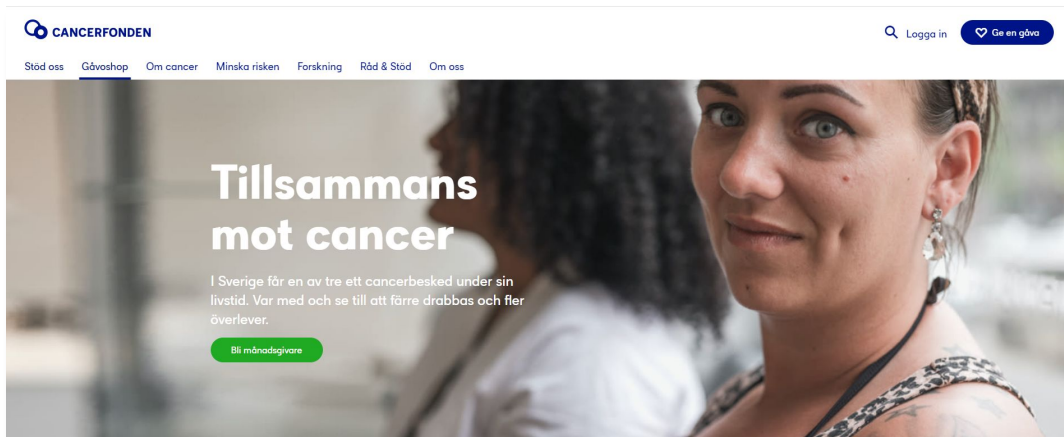 CANCERFONDEN
Logga in
Ge en gåva
Stöd oss Gåvoshop Om cancer Minska risken Forskning Råd & Stöd Om oss
Tillsammans
mot cancer
I Sverige får en av tre ett cancerbesked under sin
livstid. Var med och se till att färre drabbas och fler
överlever.
Bli månadsgivare